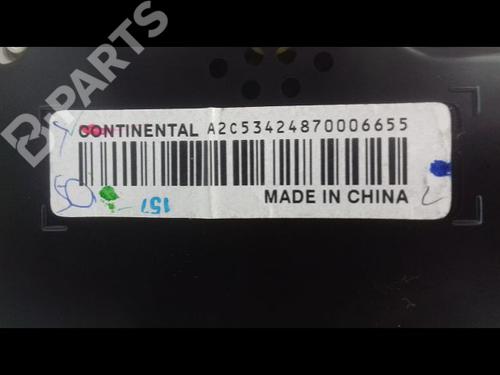 B-PARTS
CONTINENTAL A2C53424870006655
157
MADE IN CHINA